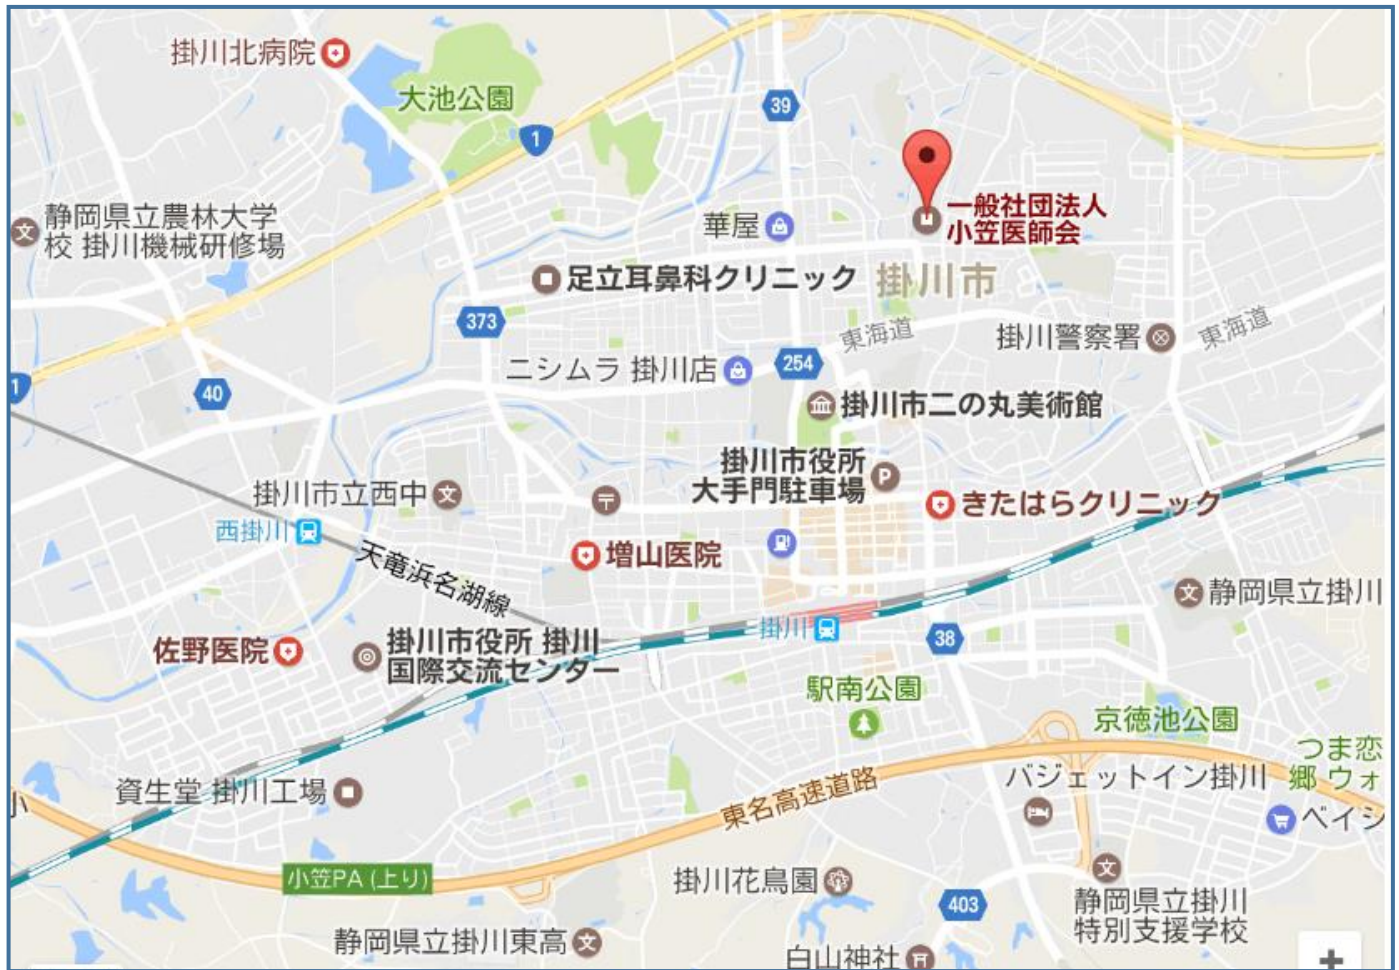 掛川北病院
大池公園
39
1
静岡県立農林大学
校 掛川機械研修場
一般社団法人
小笠医師会
華屋
足立耳鼻科クリニック
掛川市
373
東海道
掛川警察署
東海道
ニシムラ 掛川店
254
1
40
掛川市二の丸美術館
掛川市役所
大手門駐車場
P
掛川市立西中
文
〒
きたはらクリニック
西掛川
天竜浜名湖線
増山医院
静岡県立掛川
掛川
38
佐野医院
掛川市役所 掛川
国際交流センター
駅南公園
京徳池公園
つま恋
郷 ウォ
バジェットイン掛川
資生堂 掛川工場
東名高速道路
ベイシ
小
小笠PA (上り)
掛川花鳥園
403
静岡県立掛川
特別支援学校
静岡県立掛川東高
白山神社
+